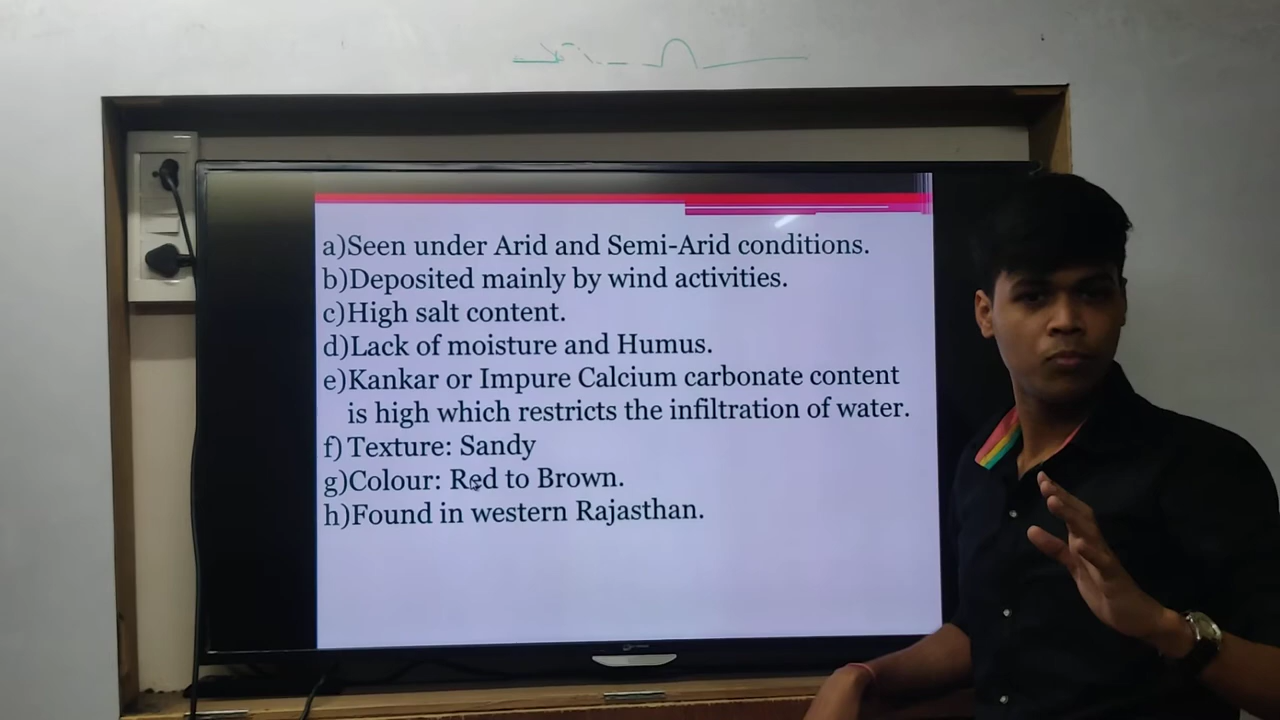 a)Seen under Arid and Semi-Arid conditions.
b)Deposited mainly by wind activities.
c)High salt content.
d)Lack of moisture and Humus.
e)Kankar or Impure Calcium carbonate content
is high which restricts the infiltration of water.
f) Texture: Sandy
g)Colour: Red to Brown.
h)Found in western Rajasthan.